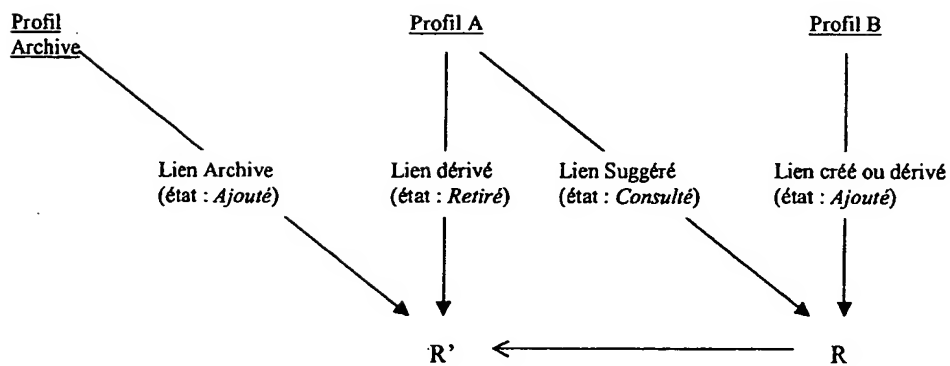 Profil
Archive
Profil A
Profil B
Lien Archive
(état : Ajouté)
Lien dérivé
(état : Retiré)
Lien Suggéré
(état : Consulté)
Lien créé ou dérivé
(état : Ajouté)
R’
R